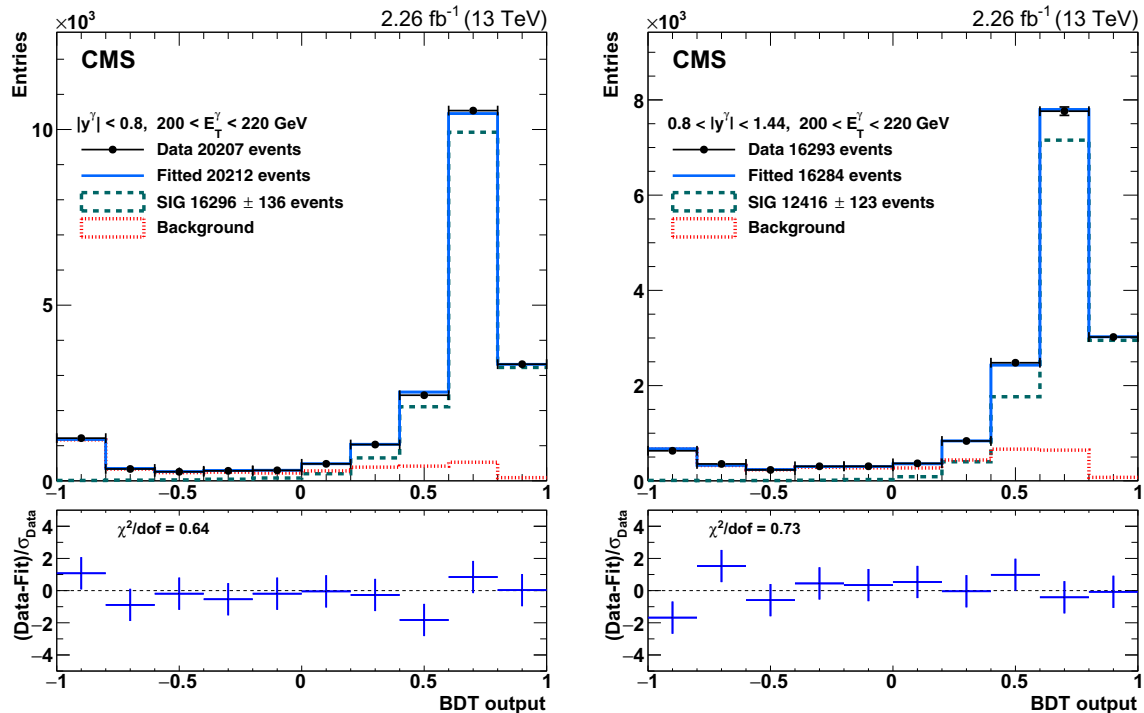 ×10³
2.26 fb⁻¹ (13 TeV)
Entries
CMS
|y^γ| < 0.8, 200 < E_T^γ < 220 GeV
Data 20207 events
Fitted 20212 events
SIG 16296 ± 136 events
Background
10
5
0
−1 −0.5 0 0.5 1
(Data-Fit)/σ_Data
χ²/dof = 0.64
4
2
0
−2
−4
−1 −0.5 0 0.5 1
BDT output
×10³
2.26 fb⁻¹ (13 TeV)
Entries
CMS
0.8 < |y^γ| < 1.44, 200 < E_T^γ < 220 GeV
Data 16293 events
Fitted 16284 events
SIG 12416 ± 123 events
Background
8
6
4
2
0
−1 −0.5 0 0.5 1
(Data-Fit)/σ_Data
χ²/dof = 0.73
4
2
0
−2
−4
−1 −0.5 0 0.5 1
BDT output